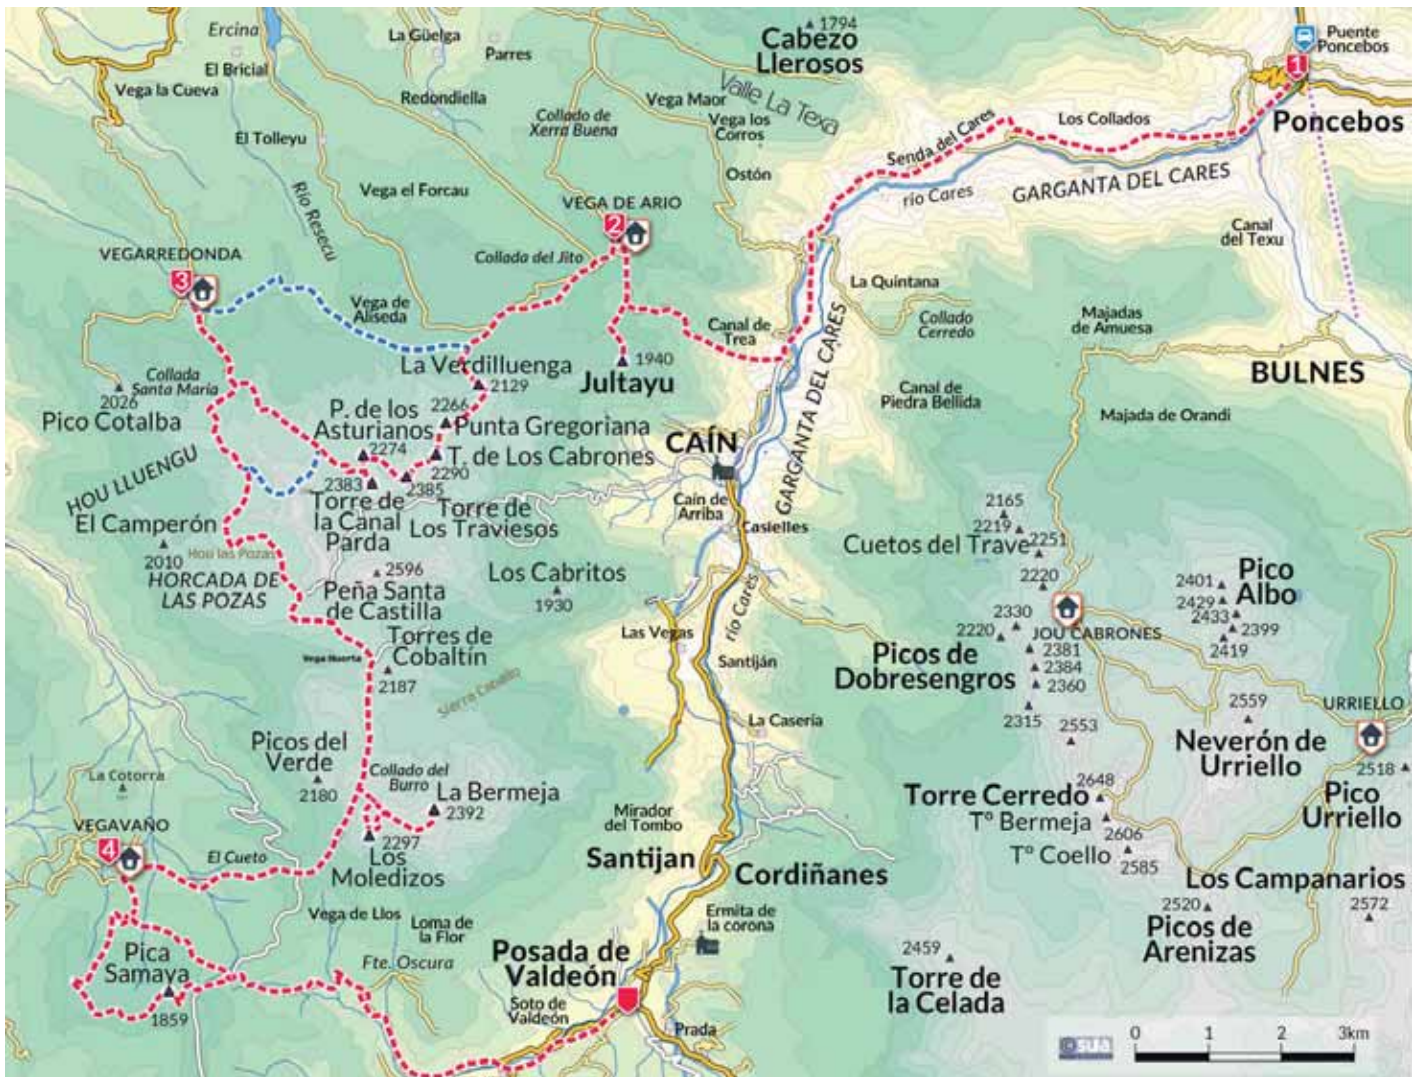 Ercina
La Güelga
Parres
El Bricial
Vega la Cueva
Redondiella
El Tolleyu
Collado de
Xerra Buena
Río Resecu
Vega el Forcau
1794
Cabezo
Llerosos
Valle La Texa
Vega Maor
Vega los
Corros
Ostón
Puente
Poncebos
1
Poncebos
Los Collados
Senda del Cares
río Cares
GARGANTA DEL CARES
Canal
del Texu
VEGA DE ARIO
2
Collada del Jito
VEGARREDONDA
3
Vega de
Aliseda
La Quintana
Collado
Cerredo
Majadas
de Amuesa
BULNES
Canal de
Trea
1940
Jultayu
La Verdilluenga
2129
Collada
Santa María
2026
Pico Cotalba
Canal de
Piedra Bellida
Majada de Orandi
P. de los
Asturianos
2274
2266
Punta Gregoriana
T. de Los Cabrones
2290
2383
2385
Torre de
la Canal
Parda
Torre de
Los Traviesos
HOU LLUENGU
El Camperón
2010
Hou las Pozas
HORCADA DE
LAS POZAS
2596
Peña Santa
de Castilla
Los Cabritos
1930
CAÍN
Caín de
Arriba
Casielles
GARGANTA DEL CARES
río Cares
Las Vegas
Santiján
2165
2219
Cuetos del Trave
2251
2220
2401
Pico
Albo
2429
2433
2399
2419
JOU CABRONES
2330
2220
2381
2384
2360
2315
Picos de
Dobresengros
Torres de
Cobaltín
Vega Huerta
2187
Sierra Cabello
La Casería
2553
2559
Neverón de
Urriello
URRIELLO
2518
Pico
Urriello
Picos del
Verde
2180
Collado del
Burro
La Bermeja
2392
2297
Los
Moledizos
La Cotorra
VEGAVAÑO
4
El Cueto
Mirador
del Tombo
Santijan
Cordiñanes
2648
Torre Cerredo
Tº Bermeja
2606
Tº Coello
2585
Los Campanarios
2520
2572
Picos de
Arenizas
Vega de Llos
Loma de
la Flor
Fte. Oscura
Ermita de
la corona
Pica
Samaya
1859
Posada de
Valdeón
Soto de
Valdeón
Prada
2459
Torre de
la Celada
©SUA
0 1 2 3km